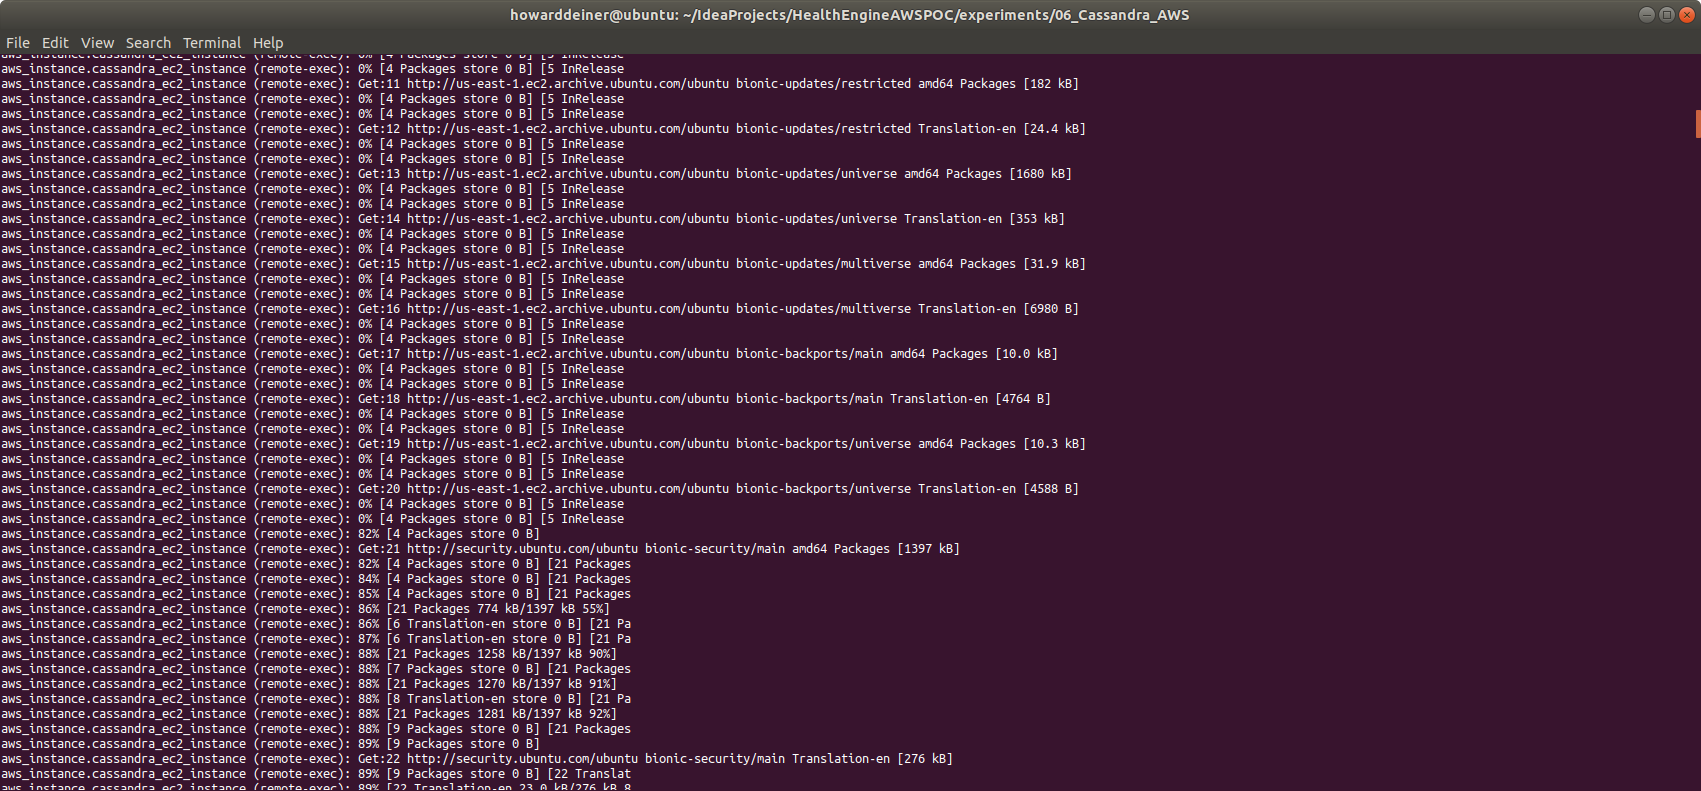 howarddeiner@ubuntu: ~/IdeaProjects/HealthEngineAWSPOC/experiments/06_Cassandra_AWS
File Edit View Search Terminal Help
aws_instance.cassandra_ec2_instance (remote-exec): 0% [4 Packages store 0 B] [5 InRelease
aws_instance.cassandra_ec2_instance (remote-exec): 0% [4 Packages store 0 B] [5 InRelease
aws_instance.cassandra_ec2_instance (remote-exec): Get:11 http://us-east-1.ec2.archive.ubuntu.com/ubuntu bionic-updates/restricted amd64 Packages [182 kB]
aws_instance.cassandra_ec2_instance (remote-exec): 0% [4 Packages store 0 B] [5 InRelease
aws_instance.cassandra_ec2_instance (remote-exec): 0% [4 Packages store 0 B] [5 InRelease
aws_instance.cassandra_ec2_instance (remote-exec): Get:12 http://us-east-1.ec2.archive.ubuntu.com/ubuntu bionic-updates/restricted Translation-en [24.4 kB]
aws_instance.cassandra_ec2_instance (remote-exec): 0% [4 Packages store 0 B] [5 InRelease
aws_instance.cassandra_ec2_instance (remote-exec): 0% [4 Packages store 0 B] [5 InRelease
aws_instance.cassandra_ec2_instance (remote-exec): Get:13 http://us-east-1.ec2.archive.ubuntu.com/ubuntu bionic-updates/universe amd64 Packages [1680 kB]
aws_instance.cassandra_ec2_instance (remote-exec): 0% [4 Packages store 0 B] [5 InRelease
aws_instance.cassandra_ec2_instance (remote-exec): 0% [4 Packages store 0 B] [5 InRelease
aws_instance.cassandra_ec2_instance (remote-exec): Get:14 http://us-east-1.ec2.archive.ubuntu.com/ubuntu bionic-updates/universe Translation-en [353 kB]
aws_instance.cassandra_ec2_instance (remote-exec): 0% [4 Packages store 0 B] [5 InRelease
aws_instance.cassandra_ec2_instance (remote-exec): 0% [4 Packages store 0 B] [5 InRelease
aws_instance.cassandra_ec2_instance (remote-exec): Get:15 http://us-east-1.ec2.archive.ubuntu.com/ubuntu bionic-updates/multiverse amd64 Packages [31.9 kB]
aws_instance.cassandra_ec2_instance (remote-exec): 0% [4 Packages store 0 B] [5 InRelease
aws_instance.cassandra_ec2_instance (remote-exec): 0% [4 Packages store 0 B] [5 InRelease
aws_instance.cassandra_ec2_instance (remote-exec): Get:16 http://us-east-1.ec2.archive.ubuntu.com/ubuntu bionic-updates/multiverse Translation-en [6980 B]
aws_instance.cassandra_ec2_instance (remote-exec): 0% [4 Packages store 0 B] [5 InRelease
aws_instance.cassandra_ec2_instance (remote-exec): 0% [4 Packages store 0 B] [5 InRelease
aws_instance.cassandra_ec2_instance (remote-exec): Get:17 http://us-east-1.ec2.archive.ubuntu.com/ubuntu bionic-backports/main amd64 Packages [10.0 kB]
aws_instance.cassandra_ec2_instance (remote-exec): 0% [4 Packages store 0 B] [5 InRelease
aws_instance.cassandra_ec2_instance (remote-exec): 0% [4 Packages store 0 B] [5 InRelease
aws_instance.cassandra_ec2_instance (remote-exec): Get:18 http://us-east-1.ec2.archive.ubuntu.com/ubuntu bionic-backports/main Translation-en [4764 B]
aws_instance.cassandra_ec2_instance (remote-exec): 0% [4 Packages store 0 B] [5 InRelease
aws_instance.cassandra_ec2_instance (remote-exec): 0% [4 Packages store 0 B] [5 InRelease
aws_instance.cassandra_ec2_instance (remote-exec): Get:19 http://us-east-1.ec2.archive.ubuntu.com/ubuntu bionic-backports/universe amd64 Packages [10.3 kB]
aws_instance.cassandra_ec2_instance (remote-exec): 0% [4 Packages store 0 B] [5 InRelease
aws_instance.cassandra_ec2_instance (remote-exec): 0% [4 Packages store 0 B] [5 InRelease
aws_instance.cassandra_ec2_instance (remote-exec): Get:20 http://us-east-1.ec2.archive.ubuntu.com/ubuntu bionic-backports/universe Translation-en [4588 B]
aws_instance.cassandra_ec2_instance (remote-exec): 0% [4 Packages store 0 B] [5 InRelease
aws_instance.cassandra_ec2_instance (remote-exec): 0% [4 Packages store 0 B] [5 InRelease
aws_instance.cassandra_ec2_instance (remote-exec): 82% [4 Packages store 0 B]
aws_instance.cassandra_ec2_instance (remote-exec): Get:21 http://security.ubuntu.com/ubuntu bionic-security/main amd64 Packages [1397 kB]
aws_instance.cassandra_ec2_instance (remote-exec): 82% [4 Packages store 0 B] [21 Packages
aws_instance.cassandra_ec2_instance (remote-exec): 84% [4 Packages store 0 B] [21 Packages
aws_instance.cassandra_ec2_instance (remote-exec): 85% [4 Packages store 0 B] [21 Packages
aws_instance.cassandra_ec2_instance (remote-exec): 86% [21 Packages 774 kB/1397 kB 55%]
aws_instance.cassandra_ec2_instance (remote-exec): 86% [6 Translation-en store 0 B] [21 Pa
aws_instance.cassandra_ec2_instance (remote-exec): 87% [6 Translation-en store 0 B] [21 Pa
aws_instance.cassandra_ec2_instance (remote-exec): 88% [21 Packages 1258 kB/1397 kB 90%]
aws_instance.cassandra_ec2_instance (remote-exec): 88% [7 Packages store 0 B] [21 Packages
aws_instance.cassandra_ec2_instance (remote-exec): 88% [21 Packages 1270 kB/1397 kB 91%]
aws_instance.cassandra_ec2_instance (remote-exec): 88% [8 Translation-en store 0 B] [21 Pa
aws_instance.cassandra_ec2_instance (remote-exec): 88% [21 Packages 1281 kB/1397 kB 92%]
aws_instance.cassandra_ec2_instance (remote-exec): 88% [9 Packages store 0 B] [21 Packages
aws_instance.cassandra_ec2_instance (remote-exec): 89% [9 Packages store 0 B]
aws_instance.cassandra_ec2_instance (remote-exec): Get:22 http://security.ubuntu.com/ubuntu bionic-security/main Translation-en [276 kB]
aws_instance.cassandra_ec2_instance (remote-exec): 89% [9 Packages store 0 B] [22 Translat
aws_instance.cassandra_ec2_instance (remote-exec): 89% [22 Translation-en 23.0 kB/276 kB 8